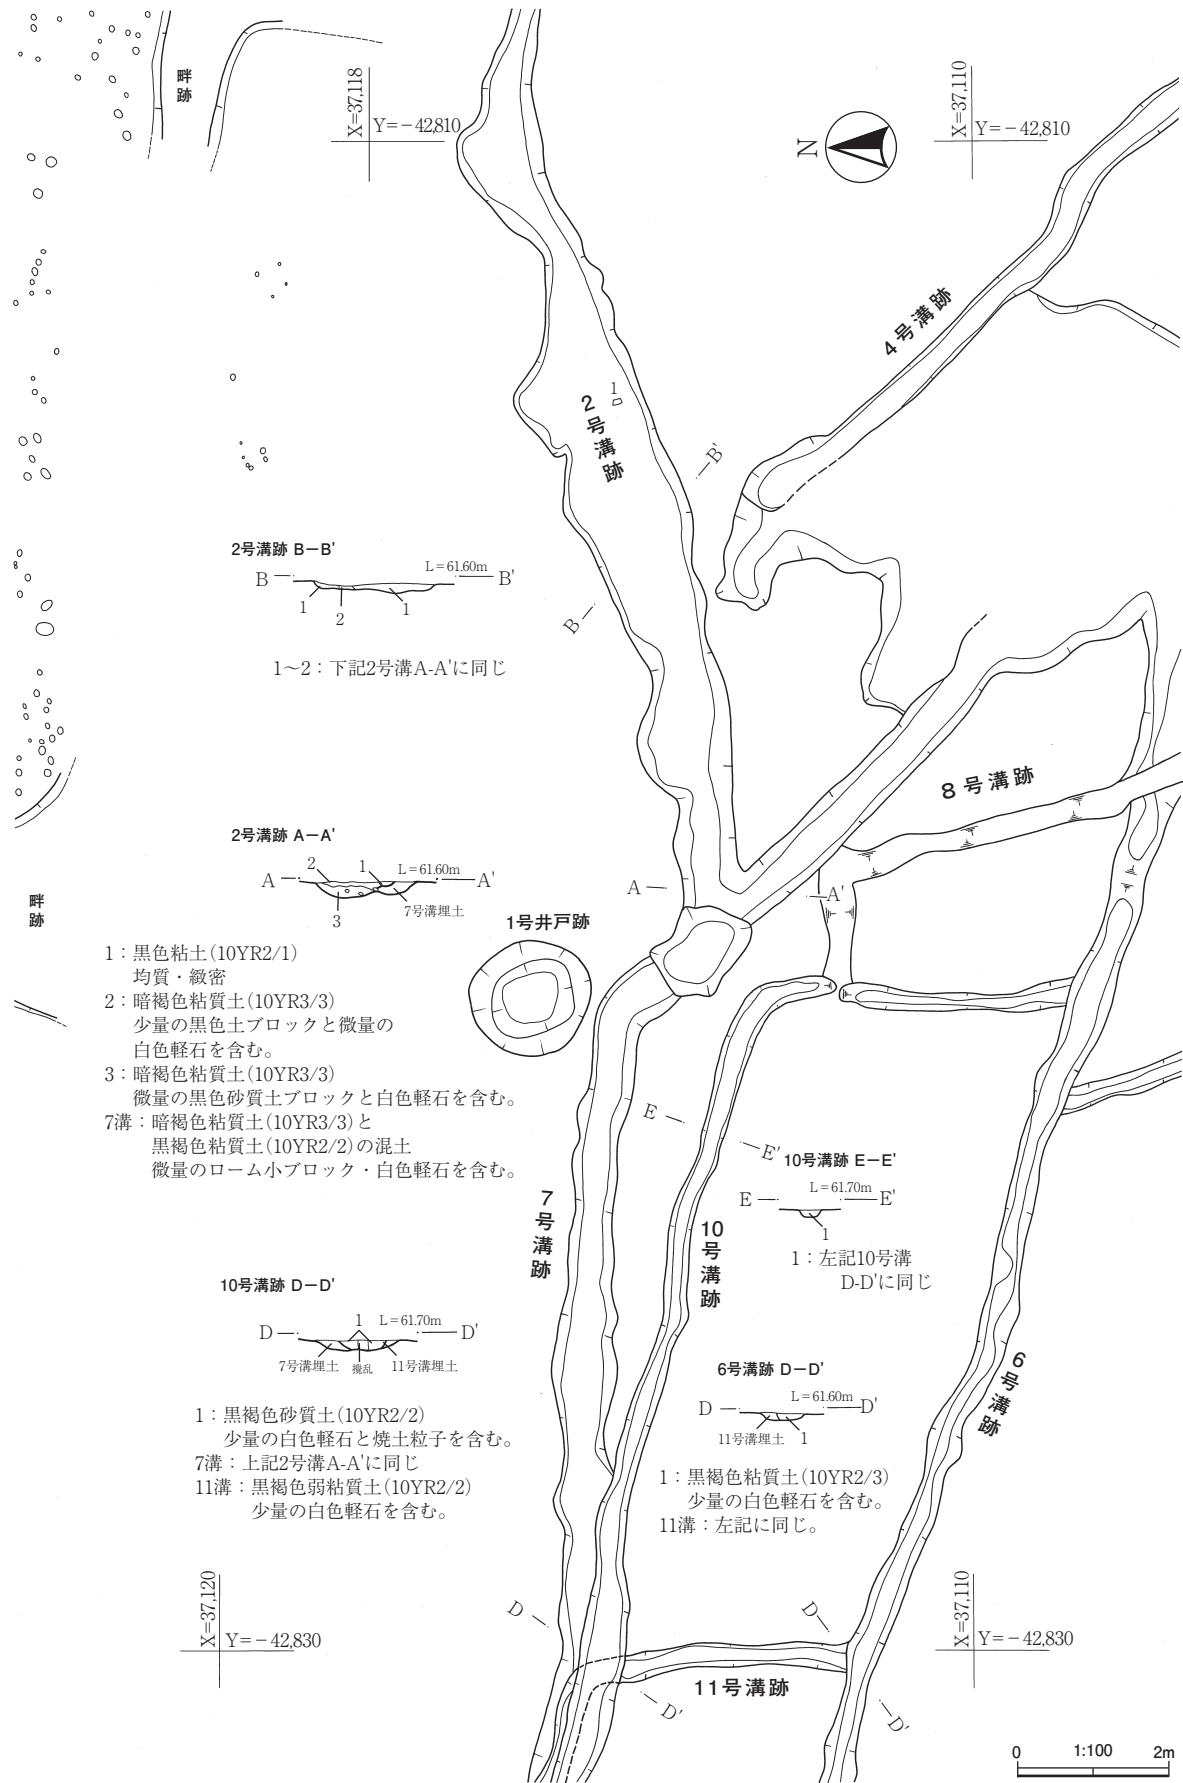 畔跡
X=37,118
Y=−42,810
N
X=37,110
Y=−42,810
4号溝跡
1
2号溝跡
B'
B
2号溝跡 B−B'
L=61.60m
B
B'
1
2
1
1〜2：下記2号溝A-A'に同じ
8号溝跡
2号溝跡 A−A'
2
1
L=61.60m
A
A'
3
7号溝埋土
A
A'
畔跡
1号井戸跡
1：黒色粘土(10YR2/1)
均質・緻密
2：暗褐色粘質土(10YR3/3)
少量の黒色土ブロックと微量の
白色軽石を含む。
3：暗褐色粘質土(10YR3/3)
微量の黒色砂質土ブロックと白色軽石を含む。
7溝：暗褐色粘質土(10YR3/3)と
黒褐色粘質土(10YR2/2)の混土
微量のローム小ブロック・白色軽石を含む。
E
E'
10号溝跡 E−E'
L=61.70m
E
E'
1
1：左記10号溝
D-D'に同じ
7号溝跡
10号溝跡
10号溝跡 D−D'
1
L=61.70m
D
D'
7号溝埋土
攪乱
11号溝埋土
1：黒褐色砂質土(10YR2/2)
少量の白色軽石と焼土粒子を含む。
7溝：上記2号溝A-A'に同じ
11溝：黒褐色弱粘質土(10YR2/2)
少量の白色軽石を含む。
6号溝跡
6号溝跡 D−D'
L=61.60m
D
D'
11号溝埋土
1
1：黒褐色粘質土(10YR2/3)
少量の白色軽石を含む。
11溝：左記に同じ。
X=37,120
Y=−42,830
D
D
X=37,110
Y=−42,830
11号溝跡
D'
D'
0
1:100
2m